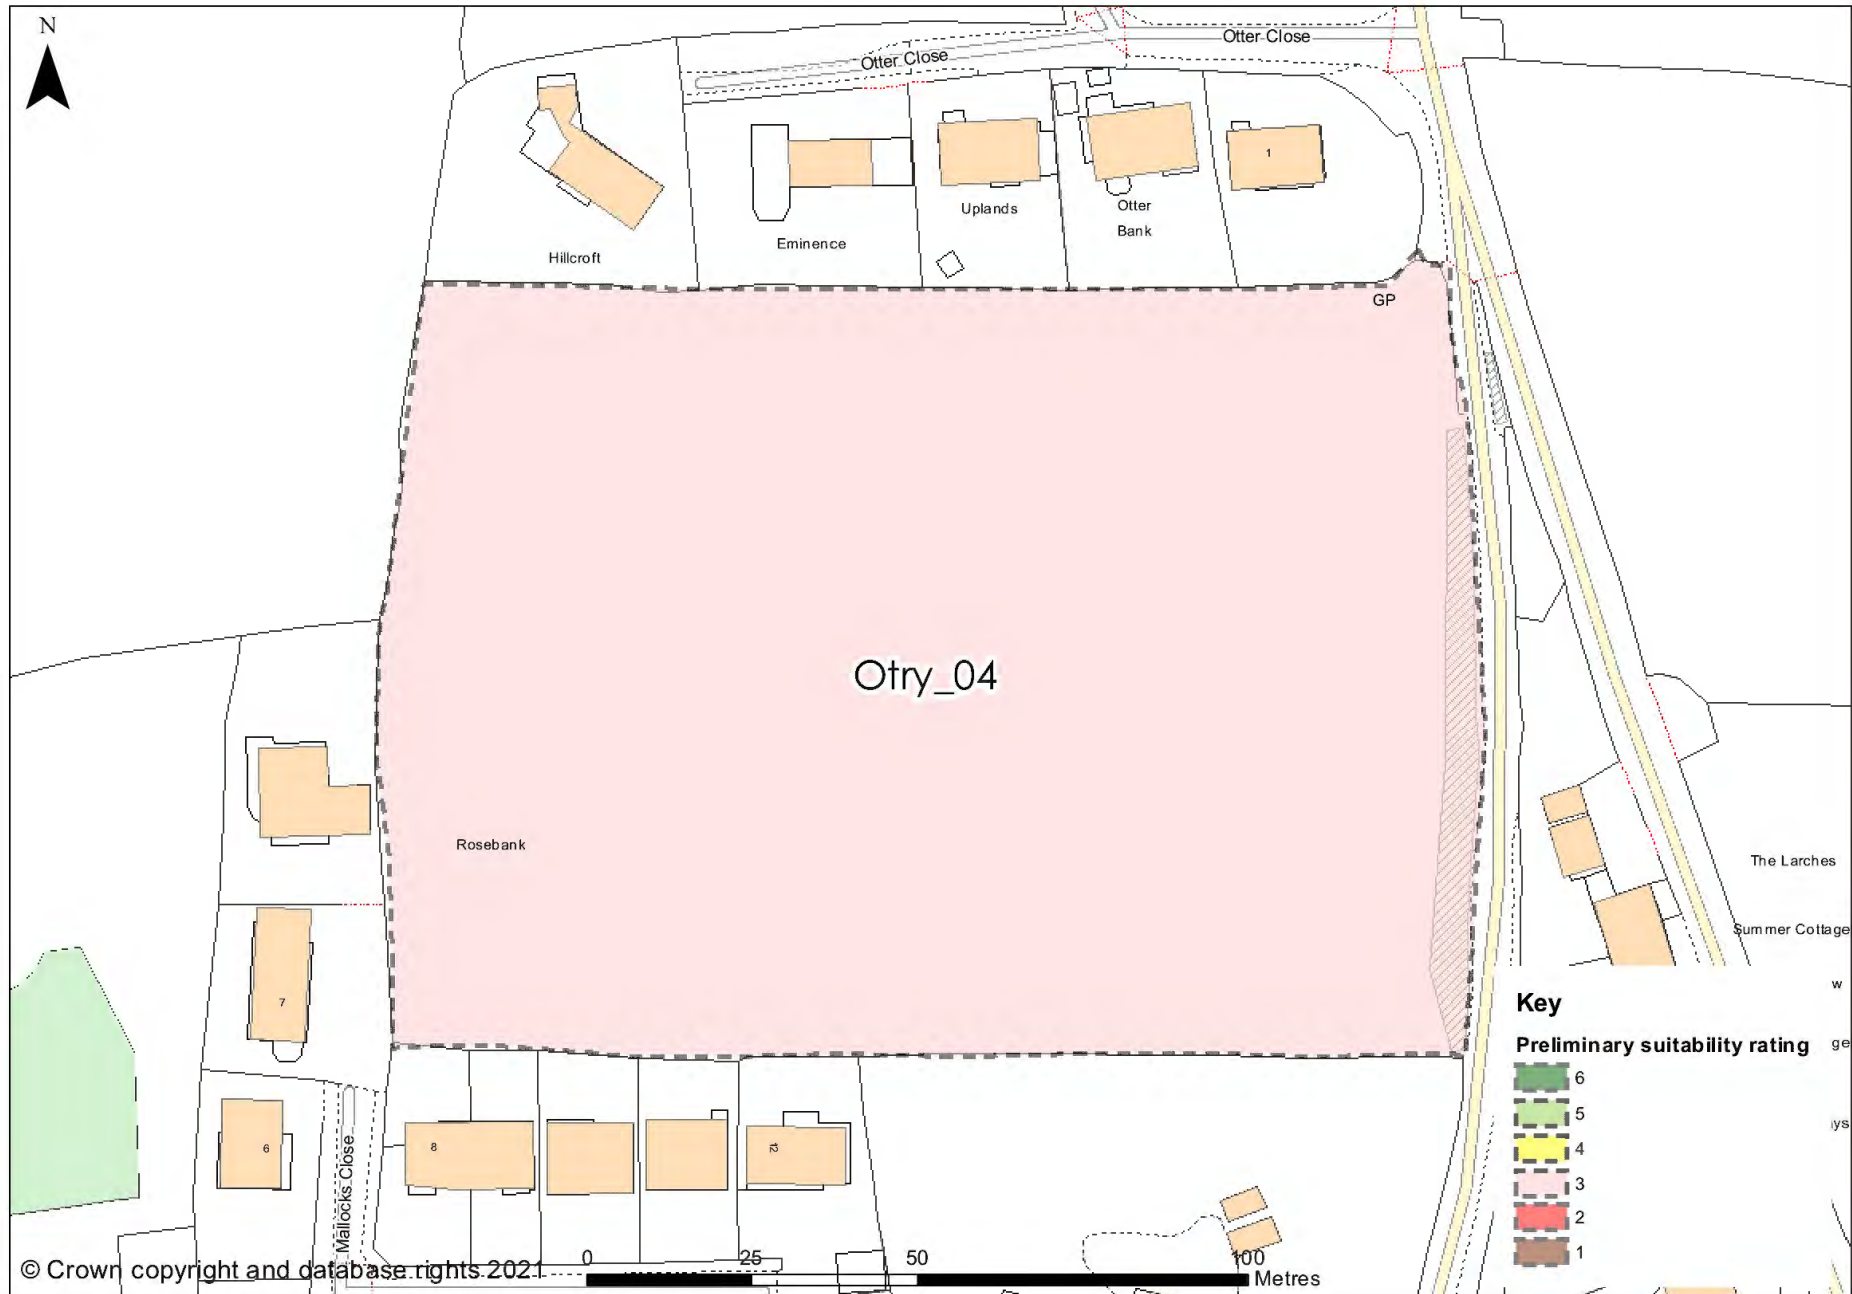 N
Otter Close
Otter Close
1
Uplands
Otter
Bank
Eminence
Hillcroft
GP
Otry_04
Rosebank
The Larches
Summer Cottage
w
ge
ys
7
6
8
12
Mallocks Close
Key
Preliminary suitability rating
6
5
4
3
2
1
0 25 50 100
Metres
© Crown copyright and database rights 2021